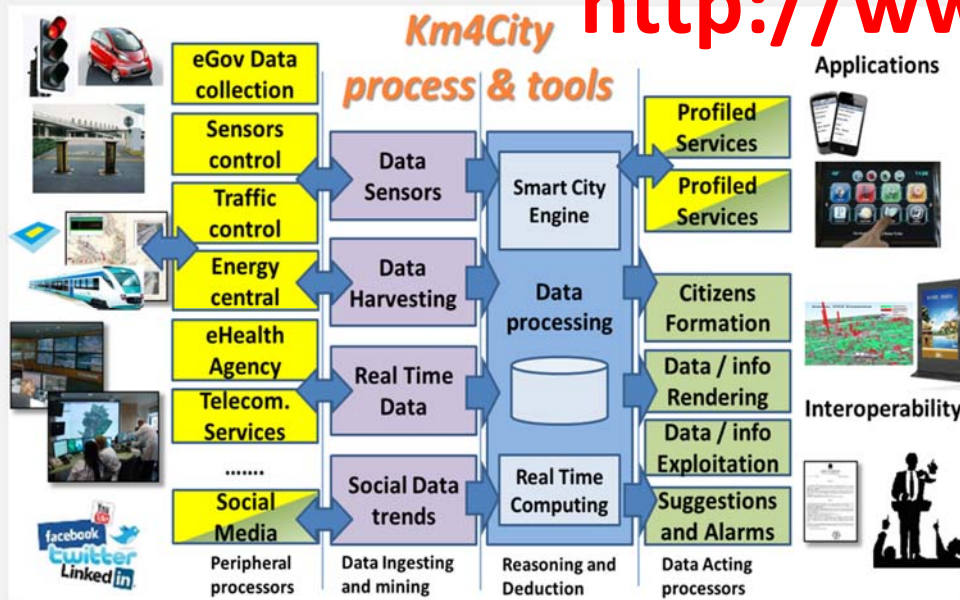 http://ww
Km4City
process & tools
eGov Data
collection
Sensors
control
Traffic
control
Energy
central
eHealth
Agency
Telecom.
Services
.......
Social
Media
Peripheral
processors
Data
Sensors
Data
Harvesting
Real Time
Data
Social Data
trends
Data Ingesting
and mining
Smart City
Engine
Data
processing
Real Time
Computing
Reasoning and
Deduction
Profiled
Services
Profiled
Services
Citizens
Formation
Data / info
Rendering
Data / info
Exploitation
Suggestions
and Alarms
Data Acting
processors
Applications
Interoperability
You
facebook
twitter
Linked in